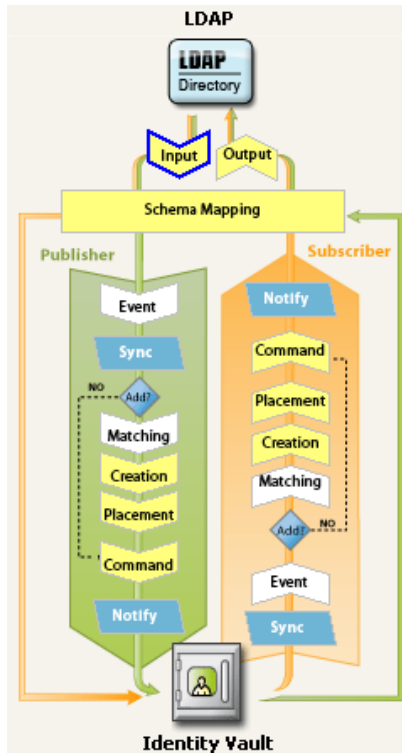 LDAP
LDAP
Directory
Input
Output
Schema Mapping
Publisher
Event
Sync
NO
Add?
Matching
Creation
Placement
Command
Notify
Subscriber
Notify
Command
Placement
Creation
Matching
Add?
NO
Event
Sync
Identity Vault